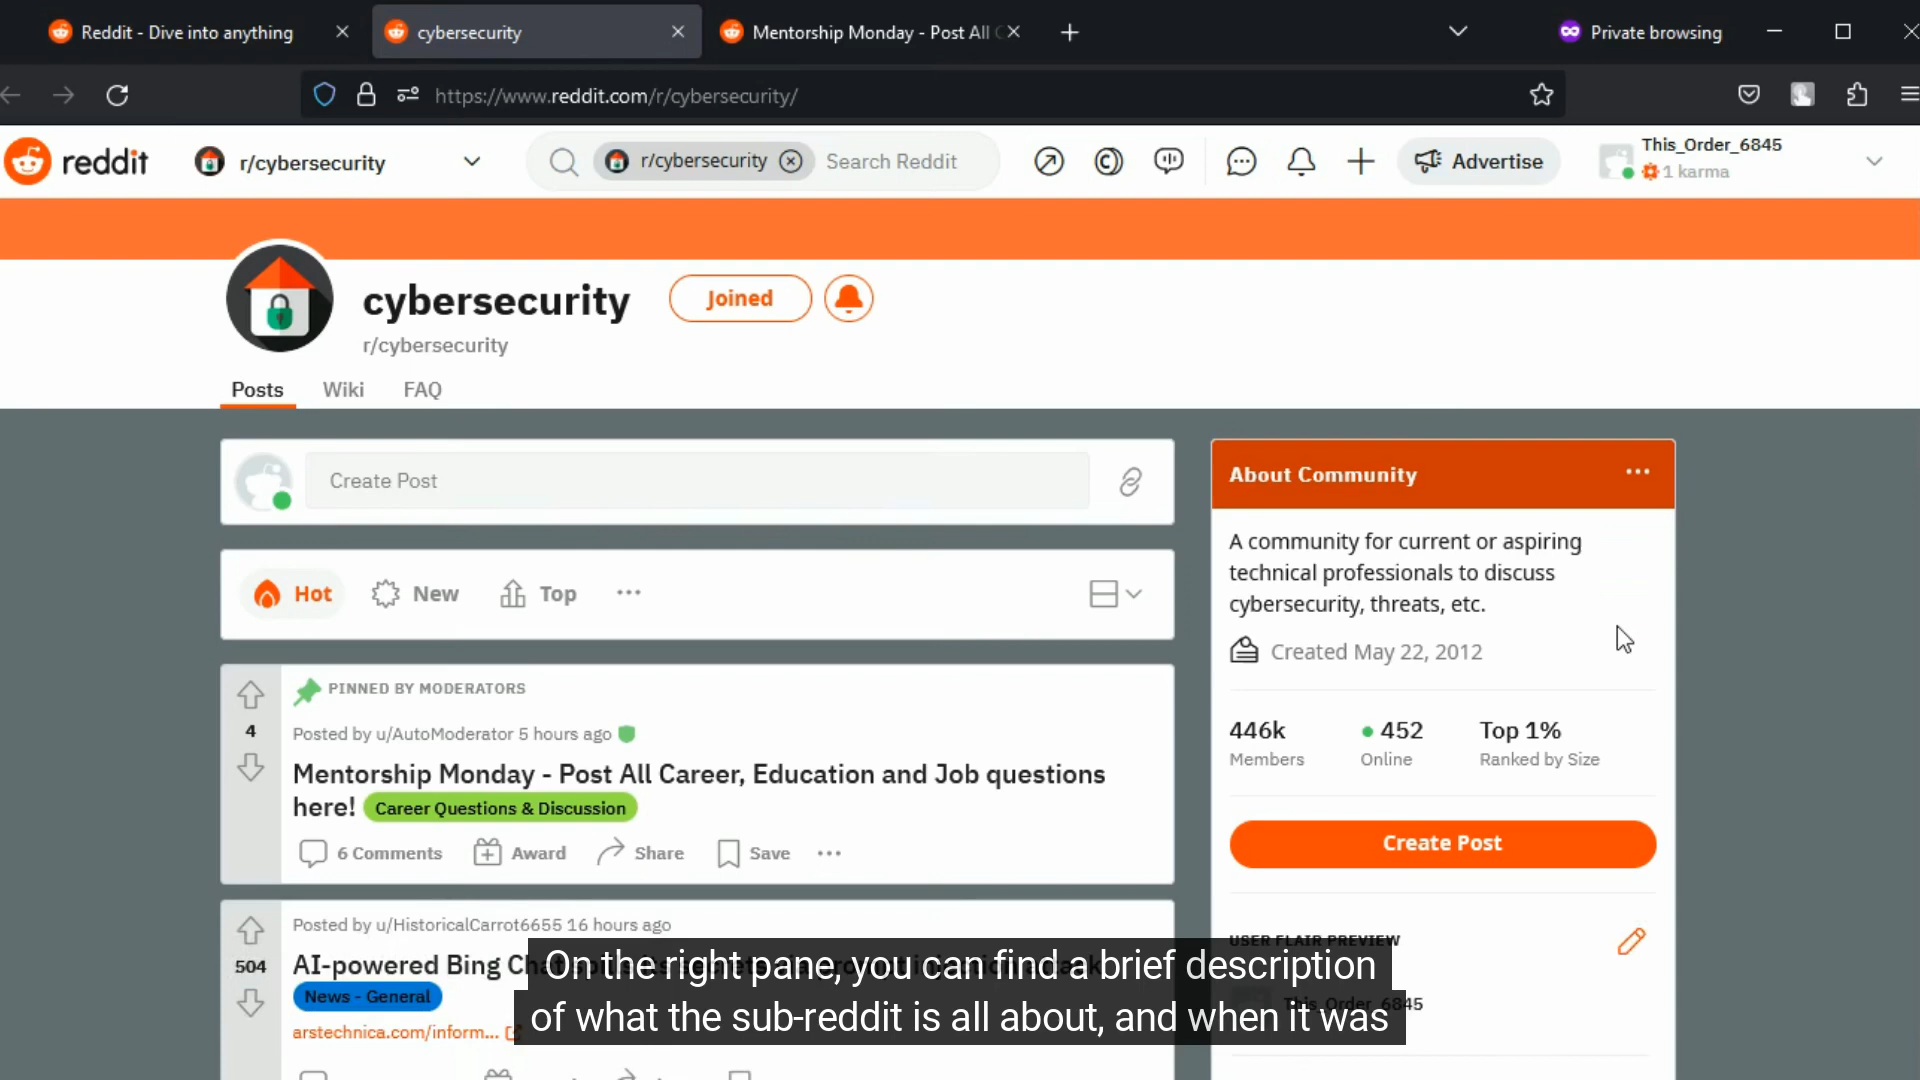 Reddit - Dive into anything
cybersecurity
Mentorship Monday - Post All C
Private browsing
https://www.reddit.com/r/cybersecurity/
reddit
r/cybersecurity
r/cybersecurity
Search Reddit
Advertise
This_Order_6845
1 karma
cybersecurity
Joined
r/cybersecurity
Posts
Wiki
FAQ
Create Post
Hot
New
Top
PINNED BY MODERATORS
4
Posted by u/AutoModerator 5 hours ago
Mentorship Monday - Post All Career, Education and Job questions
here! Career Questions & Discussion
6 Comments
Award
Share
Save
504
Posted by u/HistoricalCarrot6655 16 hours ago
AI-powered Bing Ch
News - General
arstechnica.com/inform...
About Community
A community for current or aspiring
technical professionals to discuss
cybersecurity, threats, etc.
Created May 22, 2012
446k
Members
452
Online
Top 1%
Ranked by Size
Create Post
USER FLAIR PREVIEW
This_Order_6845
On the right pane, you can find a brief description
of what the sub-reddit is all about, and when it was